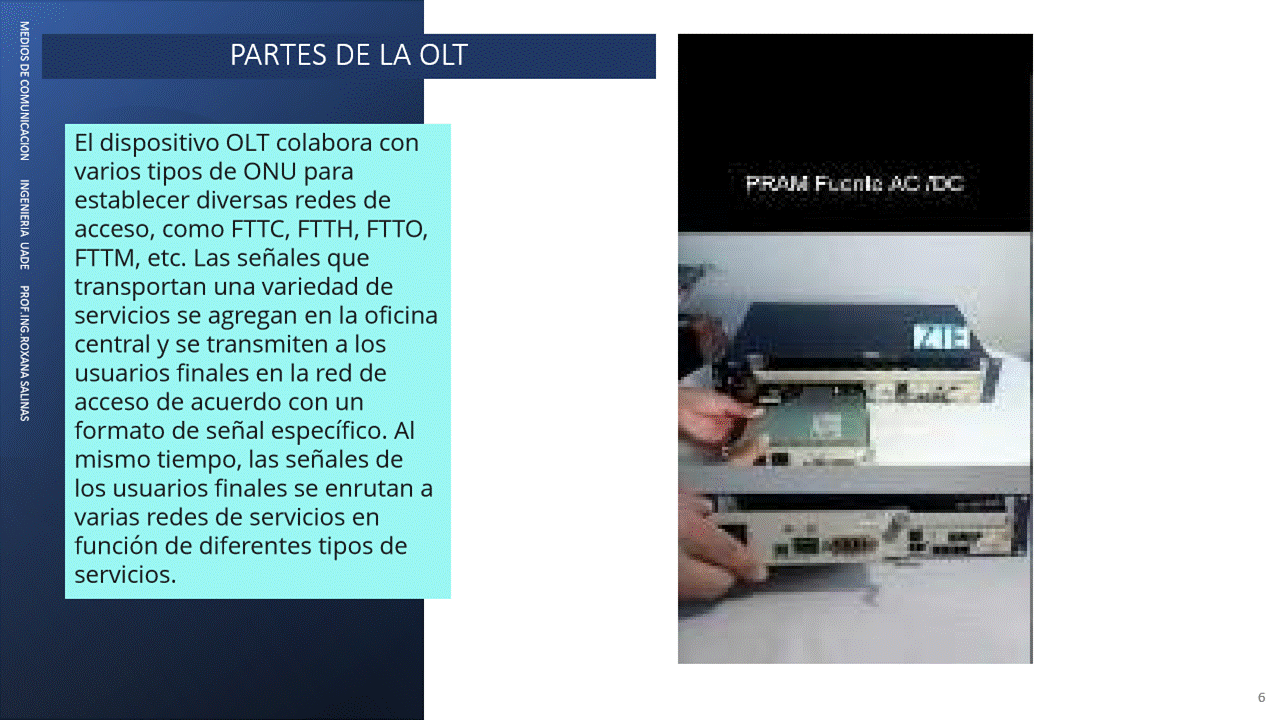 MEDIOS DE COMUNICACION INGENIERIA UADE PROF.ING.ROXANA SALINAS
PARTES DE LA OLT
El dispositivo OLT colabora con
varios tipos de ONU para
establecer diversas redes de
acceso, como FTTC, FTTH, FTTO,
FTTM, etc. Las señales que
transportan una variedad de
servicios se agregan en la oficina
central y se transmiten a los
usuarios finales en la red de
acceso de acuerdo con un
formato de señal específico. Al
mismo tiempo, las señales de
los usuarios finales se enrutan a
varias redes de servicios en
función de diferentes tipos de
servicios.
PRAM Fuente AC /DC
6